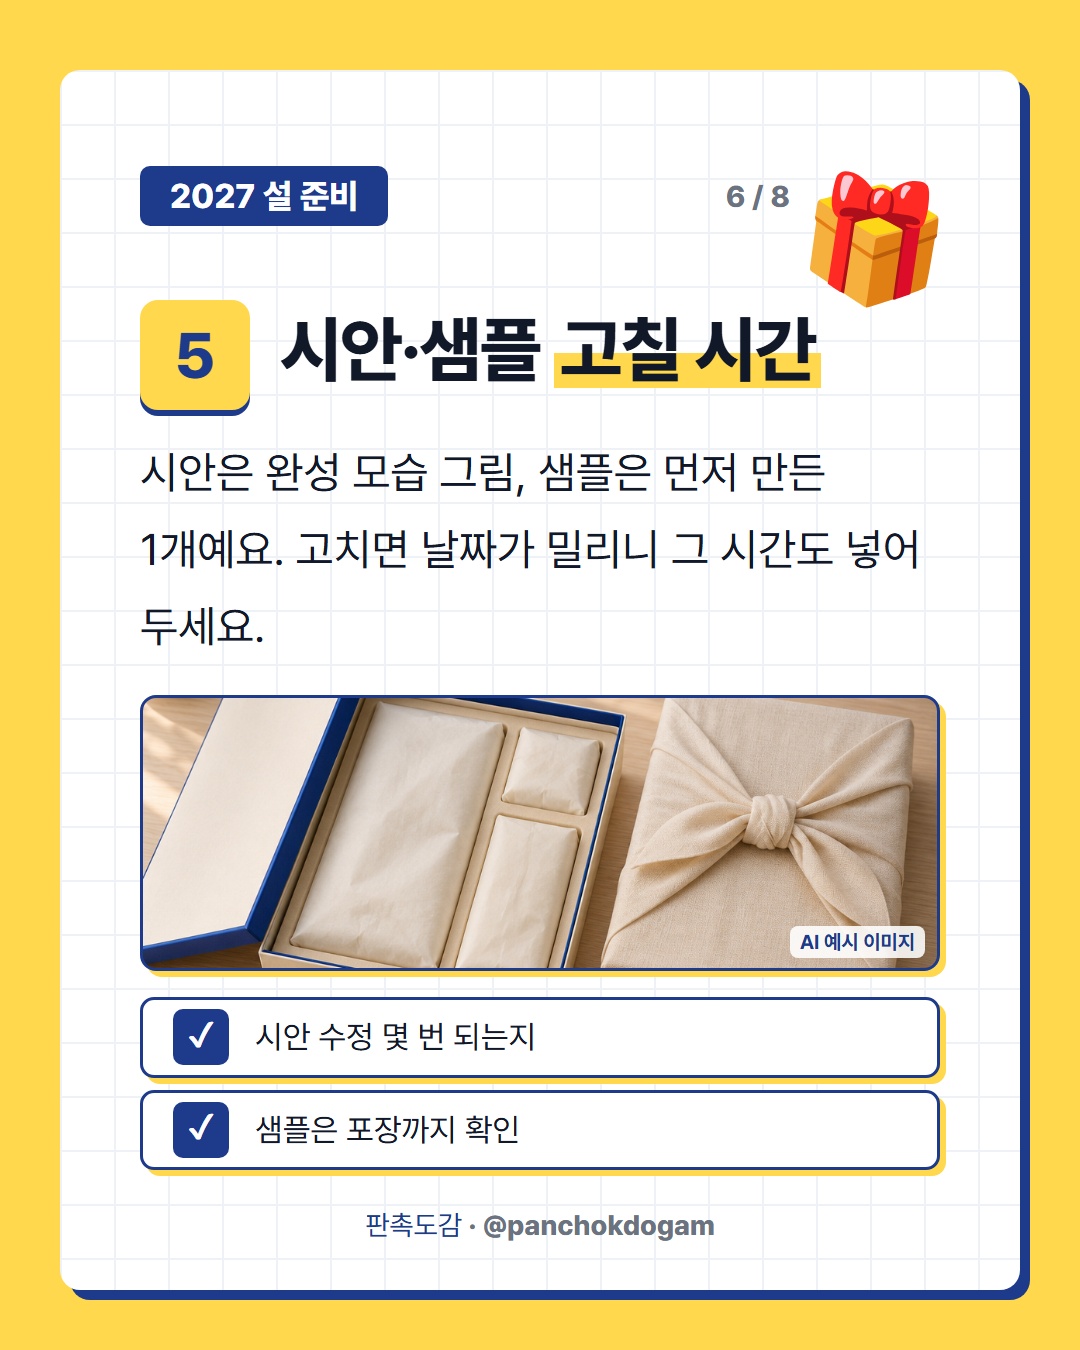 2027 설 준비
6 / 8
5
시안·샘플 고칠 시간
시안은 완성 모습 그림, 샘플은 먼저 만든
1개예요. 고치면 날짜가 밀리니 그 시간도 넣어
두세요.
AI 예시 이미지
시안 수정 몇 번 되는지
샘플은 포장까지 확인
판촉도감 · @panchokdogam